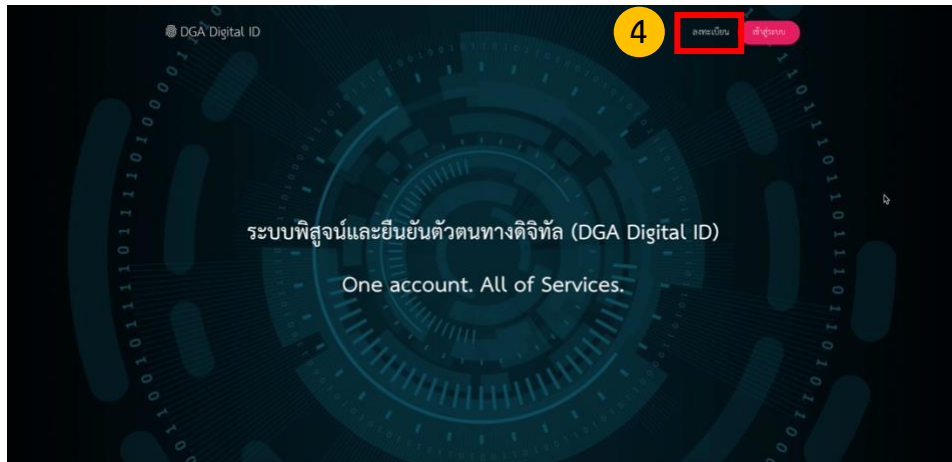 DGA Digital ID
4
ลงทะเบียน
เข้าสู่ระบบ
ระบบพิสูจน์และยืนยันตัวตนทางดิจิทัล (DGA Digital ID)
One account. All of Services.